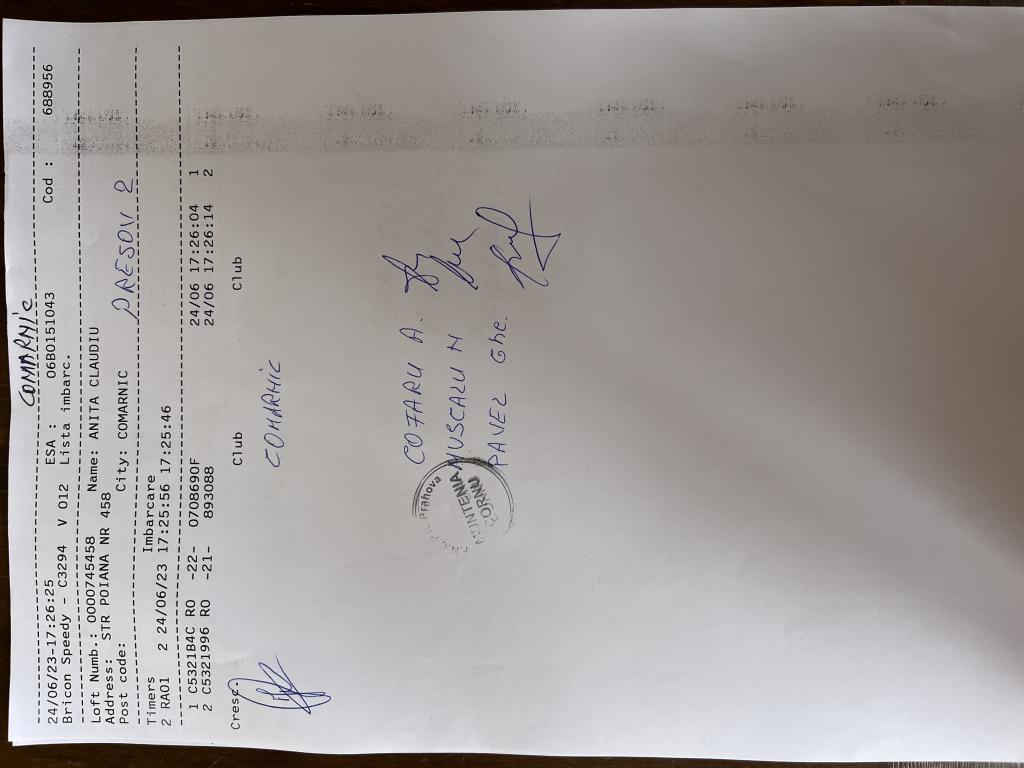 COMARNIC
24/06/23-17:26:25 ESA : 06B0151043 Cod : 688956
Bricon Speedy - C3294 V 012 Lista imbarc.
Loft Numb.: 0000745458 Name: ANITA CLAUDIU
Address: STR POIANA NR 458
Post code: City: COMARNIC PRESOV 2
Timers Imbarcare
2 RA01 2 24/06/23 17:25:56 17:25:46
1 C5321B4C RO -22- 0708690F 24/06 17:26:04 1
2 C5321996 RO -21- 893088 24/06 17:26:14 2
Cresc. Club Club
COMARNIC
COJARU A.
MUSCALU N
PAVEL Ghe.
Prahova
MUNTENIA
CORNU